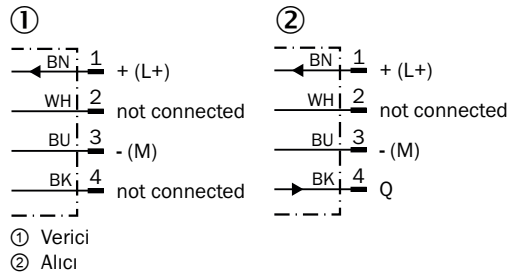 ① ②
BN 1 + (L+) BN 1 + (L+)
WH 2 not connected WH 2 not connected
BU 3 - (M) BU 3 - (M)
BK 4 not connected BK 4 Q
① Verici
② Alıcı